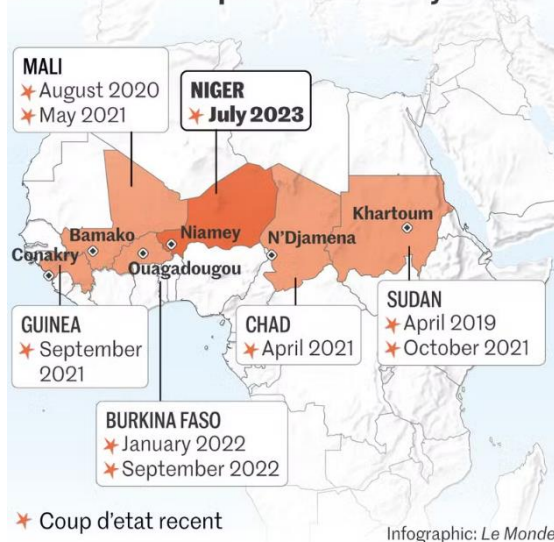 MALI
August 2020
May 2021
NIGER
July 2023
Khartoum
Bamako
Niamey
N'Djamena
Conakry
Ouagadougou
GUINEA
September
2021
CHAD
April 2021
SUDAN
April 2019
October 2021
BURKINA FASO
January 2022
September 2022
Coup d'etat recent
Infographic: Le Monde